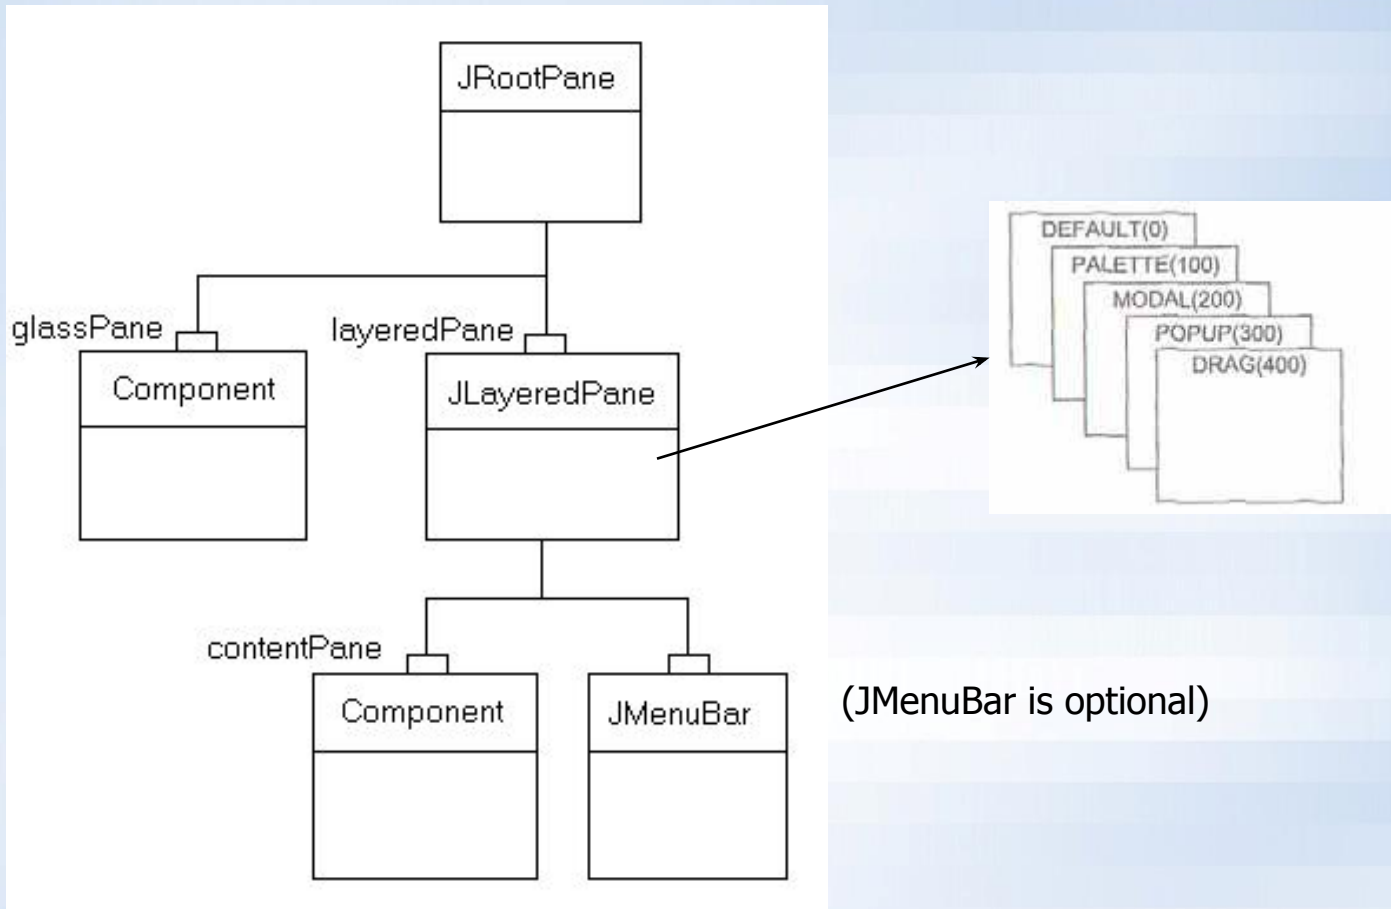 JRootPane
glassPane
layeredPane
Component
JLayeredPane
contentPane
Component
JMenuBar
DEFAULT(0)
PALETTE(100)
MODAL(200)
POPUP(300)
DRAG(400)
(JMenuBar is optional)